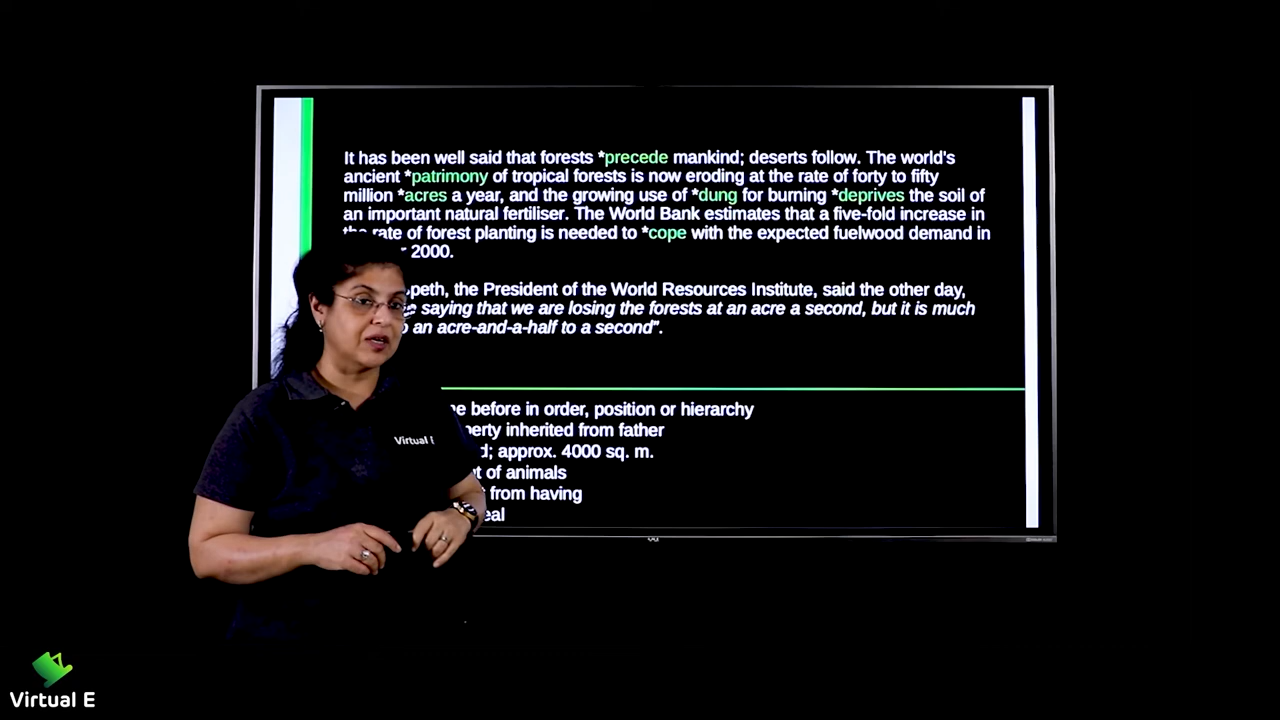 It has been well said that forests *precede mankind; deserts follow. The world's
ancient *patrimony of tropical forests is now eroding at the rate of forty to fifty
million *acres a year, and the growing use of *dung for burning *deprives the soil of
an important natural fertiliser. The World Bank estimates that a five-fold increase in
the rate of forest planting is needed to *cope with the expected fuelwood demand in
2000.
peth, the President of the World Resources Institute, said the other day,
saying that we are losing the forests at an acre a second, but it is much
an acre-and-a-half to a second”.
before in order, position or hierarchy
inherited from father
approx. 4000 sq. m.
of animals
from having
Virtual E
Virtual E